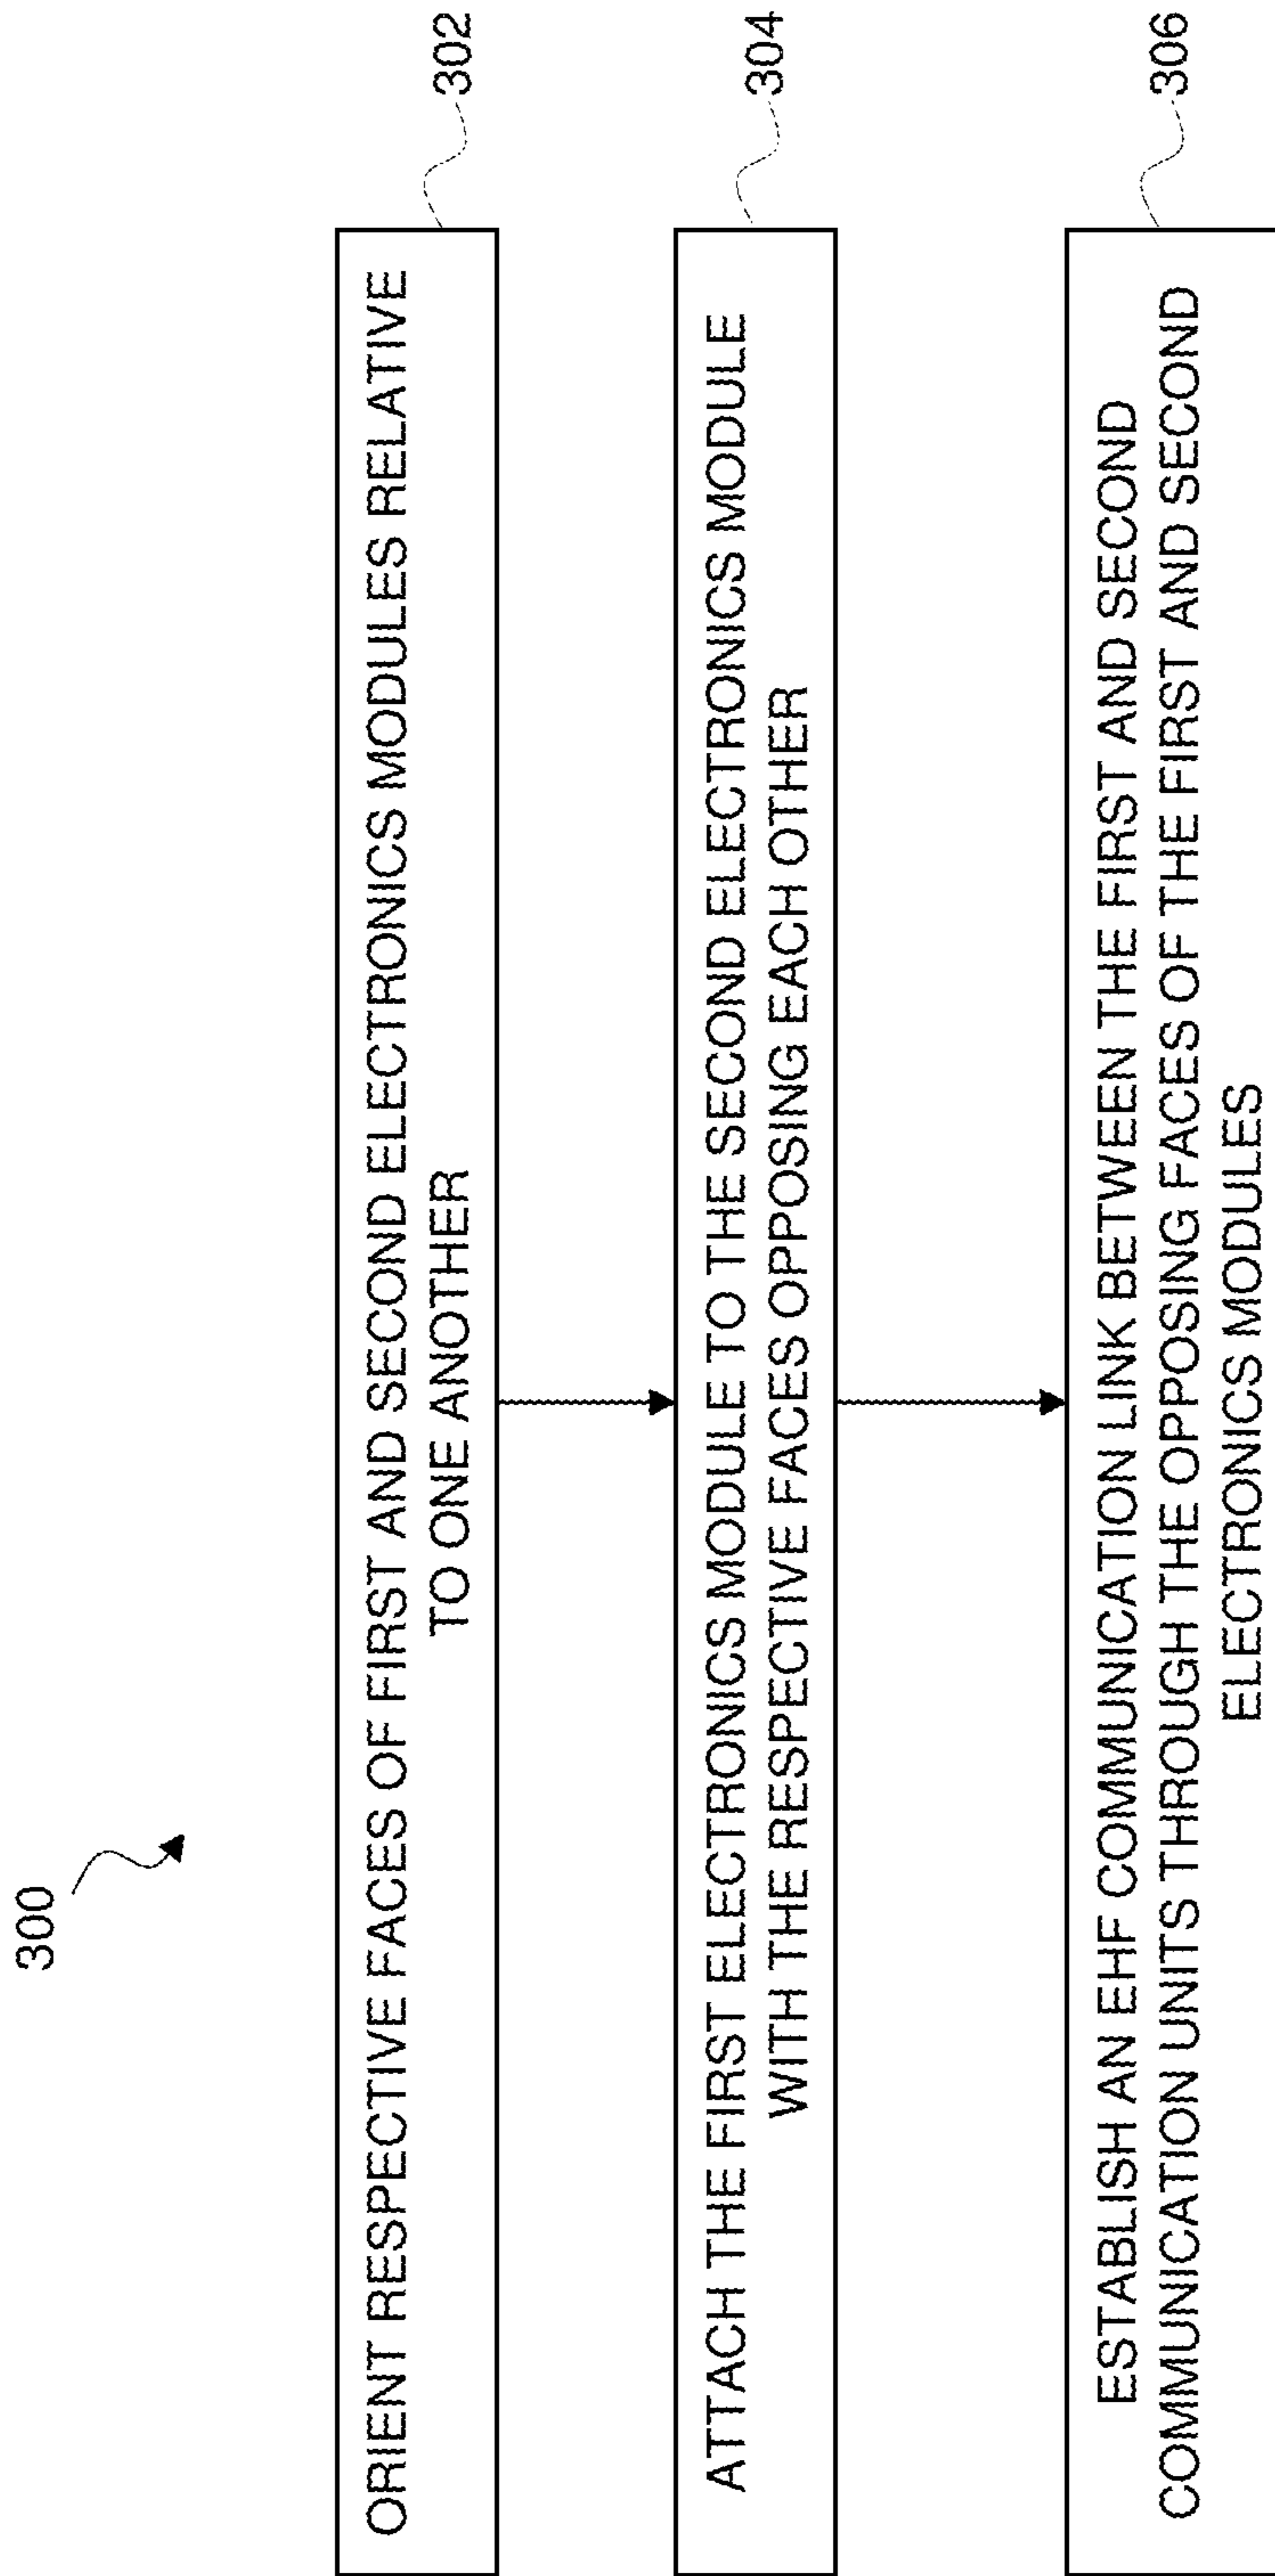 300
ORIENT RESPECTIVE FACES OF FIRST AND SECOND ELECTRONICS MODULES RELATIVE
TO ONE ANOTHER
302
ATTACH THE FIRST ELECTRONICS MODULE TO THE SECOND ELECTRONICS MODULE
WITH THE RESPECTIVE FACES OPPOSING EACH OTHER
304
ESTABLISH AN EHF COMMUNICATION LINK BETWEEN THE FIRST AND SECOND
COMMUNICATION UNITS THROUGH THE OPPOSING FACES OF THE FIRST AND SECOND
ELECTRONICS MODULES
306